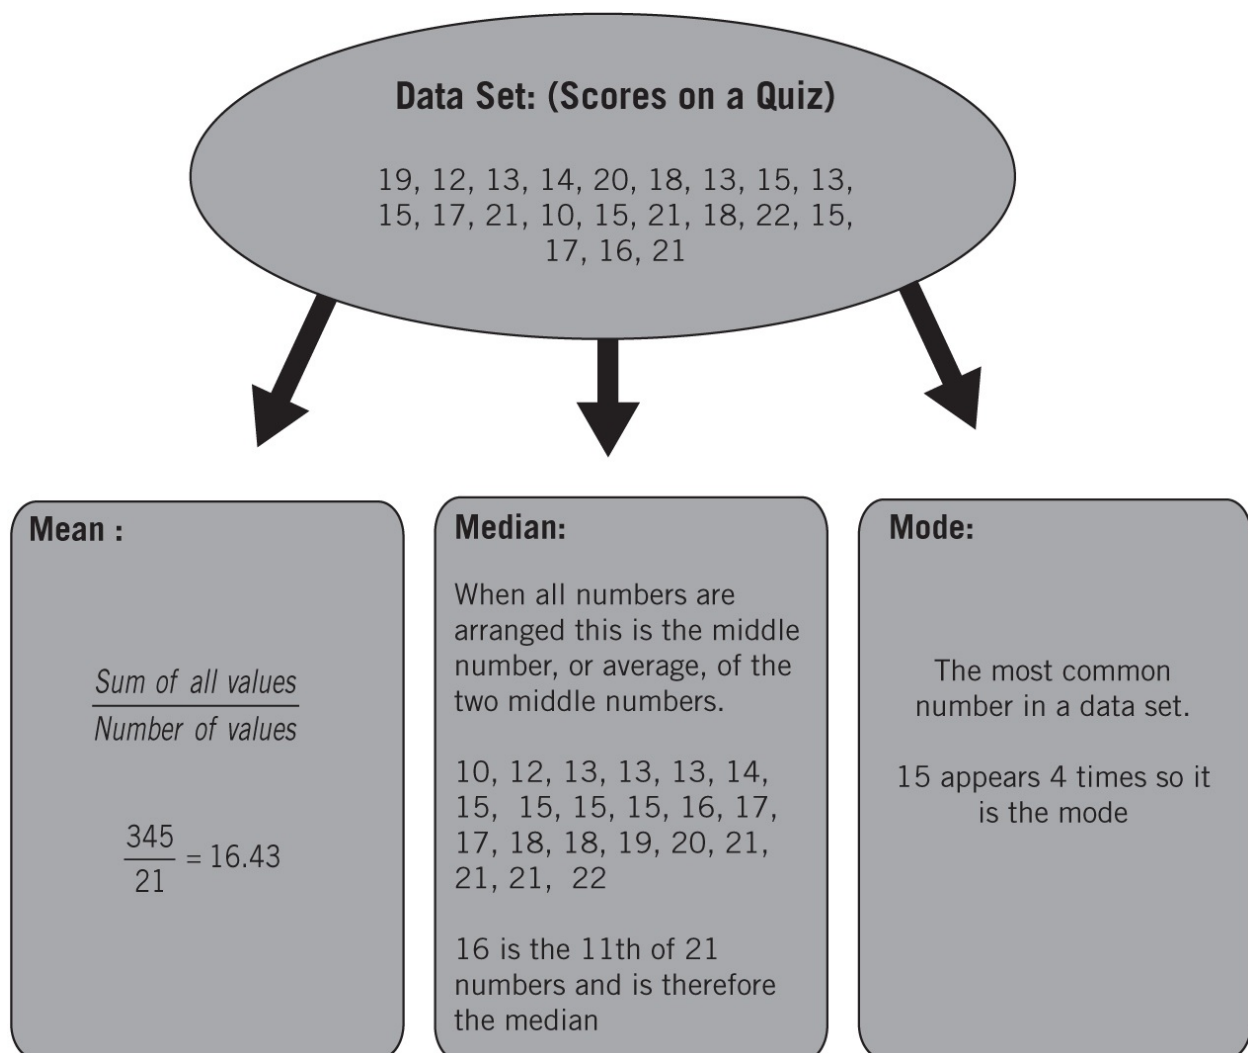 Data Set: (Scores on a Quiz)
19, 12, 13, 14, 20, 18, 13, 15, 13,
15, 17, 21, 10, 15, 21, 18, 22, 15,
17, 16, 21
Mean :
Sum of all values
Number of values
345
21
= 16.43
Median:
When all numbers are
arranged this is the middle
number, or average, of the
two middle numbers.
10, 12, 13, 13, 13, 14,
15, 15, 15, 15, 16, 17,
17, 18, 18, 19, 20, 21,
21, 21, 22
16 is the 11th of 21
numbers and is therefore
the median
Mode:
The most common
number in a data set.
15 appears 4 times so it
is the mode